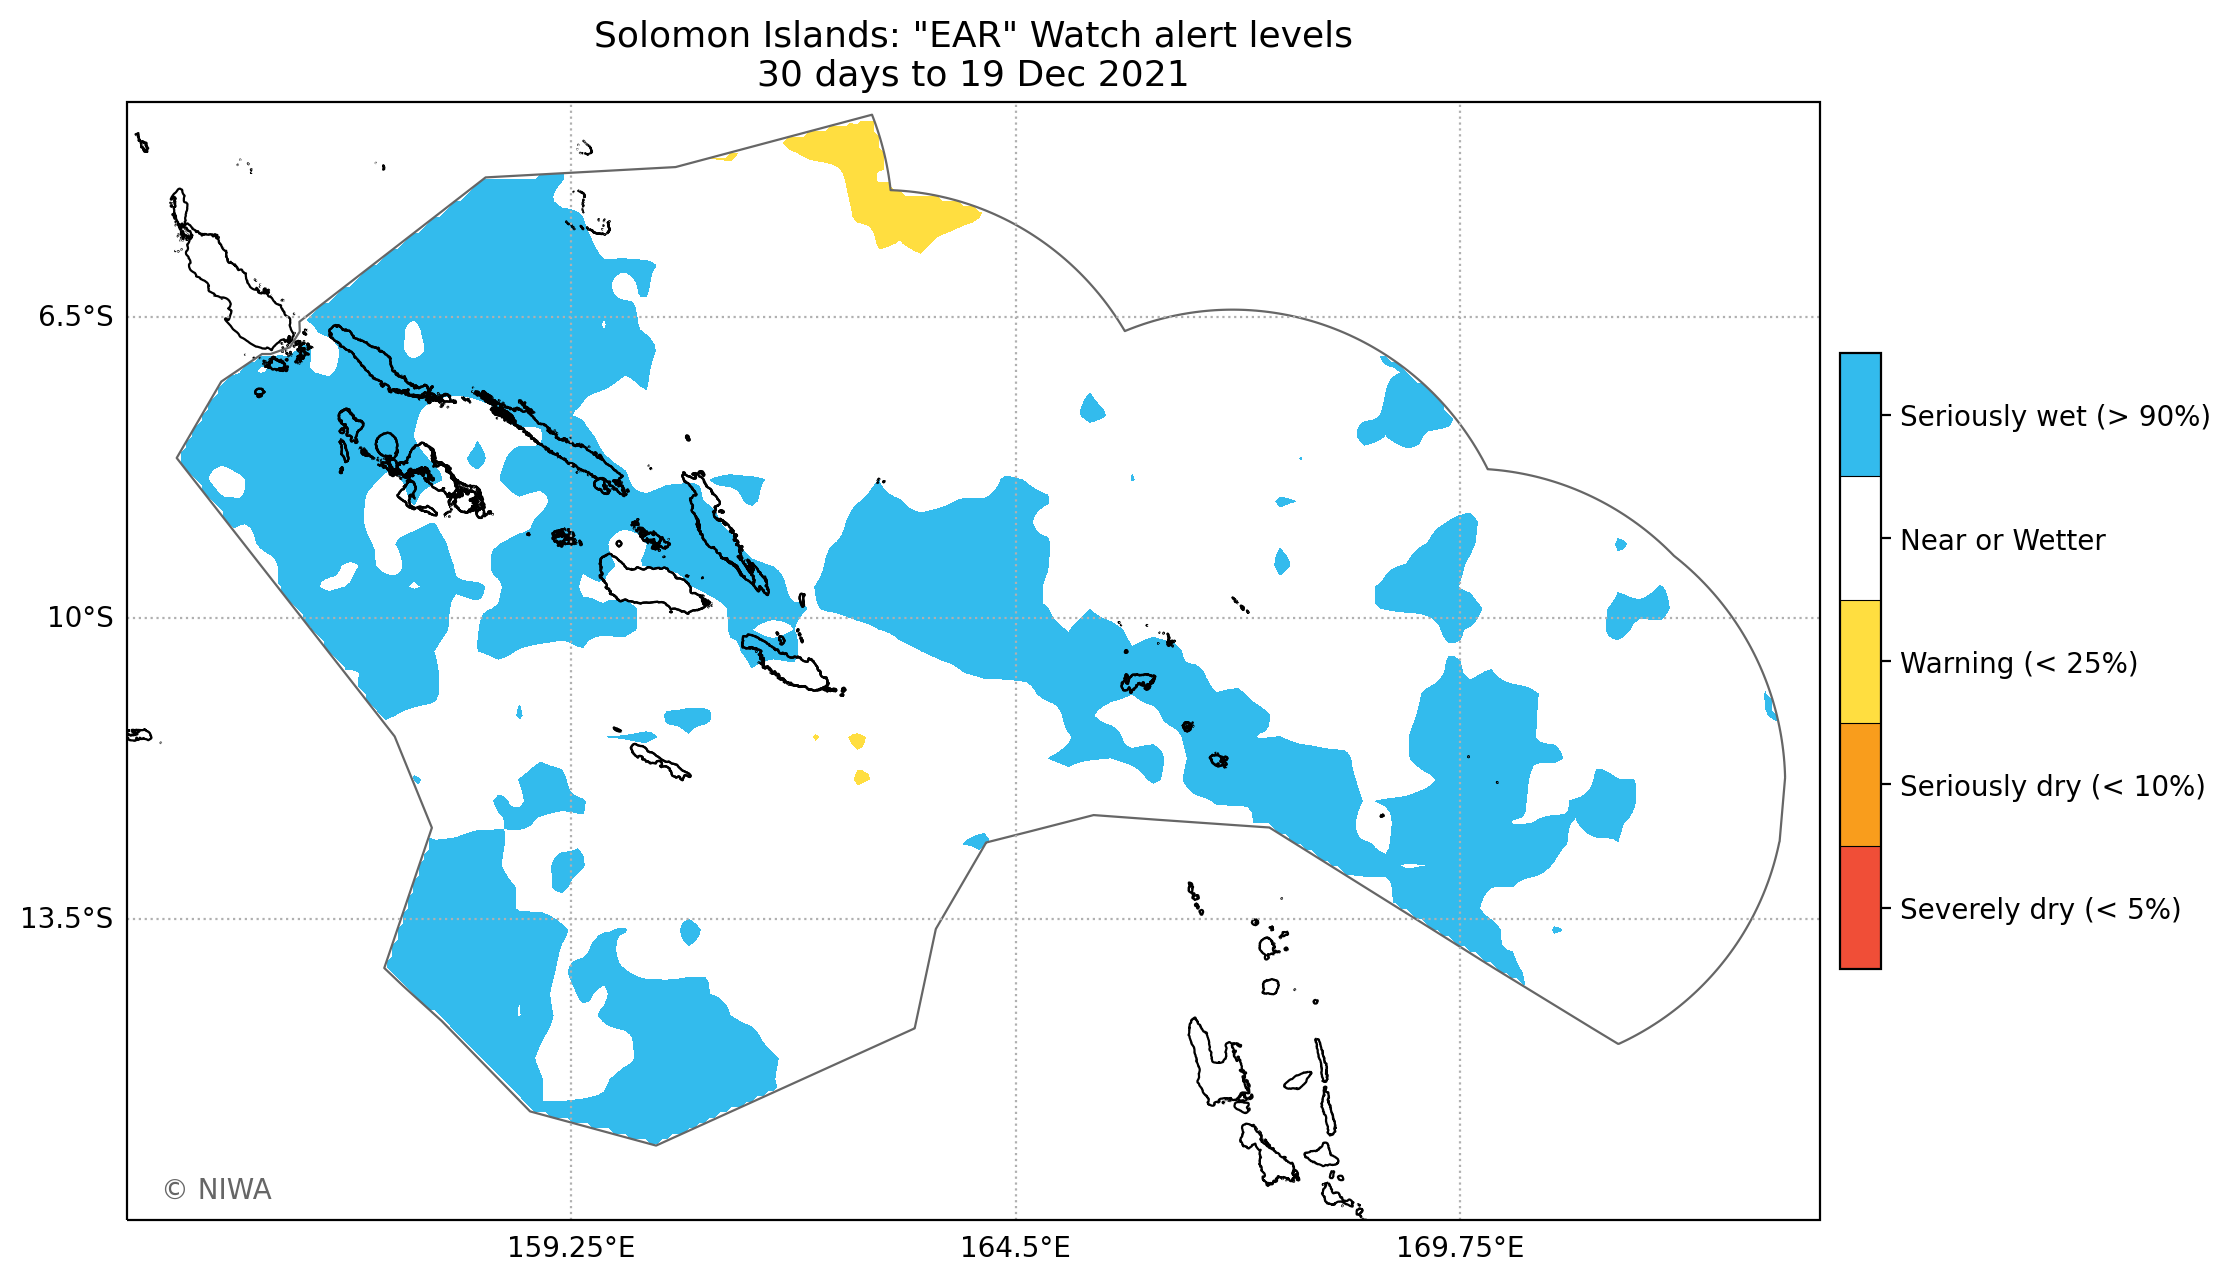 Solomon Islands: "EAR" Watch alert levels
30 days to 19 Dec 2021
6.5°S
10°S
13.5°S
159.25°E
164.5°E
169.75°E
Seriously wet (> 90%)
Near or Wetter
Warning (< 25%)
Seriously dry (< 10%)
Severely dry (< 5%)
© NIWA